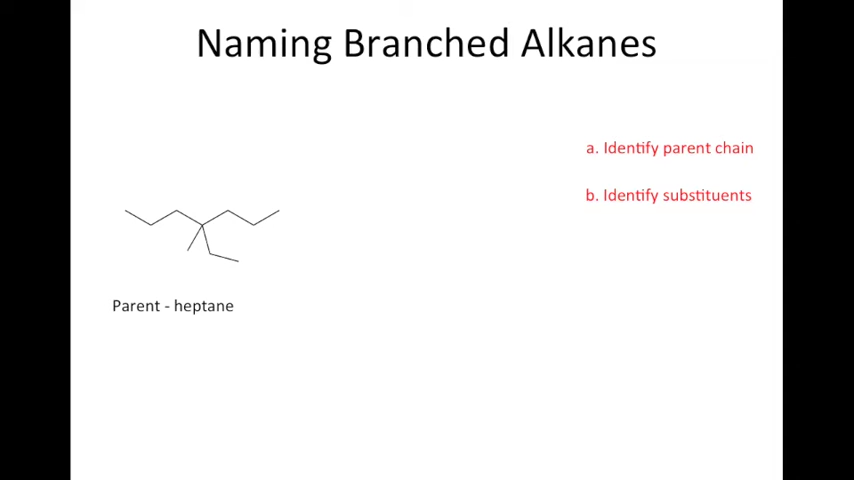 Naming Branched Alkanes
a. Identify parent chain
b. Identify substituents
Parent - heptane